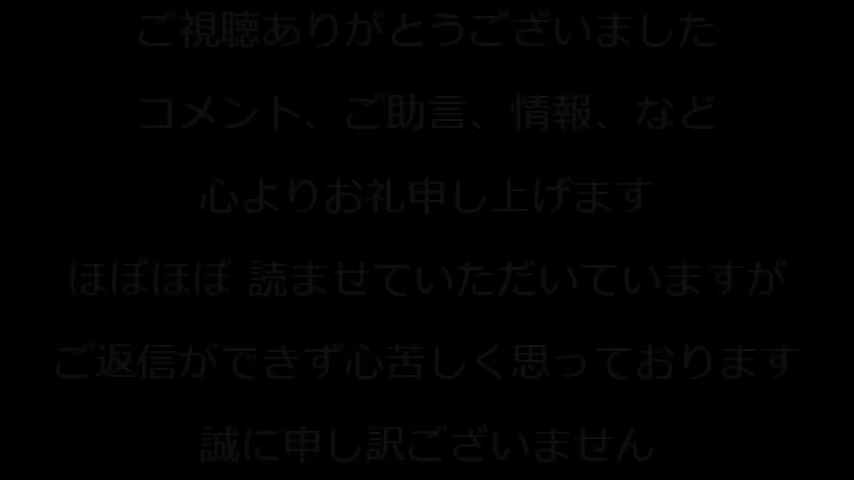 ご視聴ありがとうございました
コメント、ご助言、情報、など
心よりお礼申し上げます
ほぼほぼ 読ませていただいていますが
ご返信ができず心苦しく思っております
誠に申し訳ございません